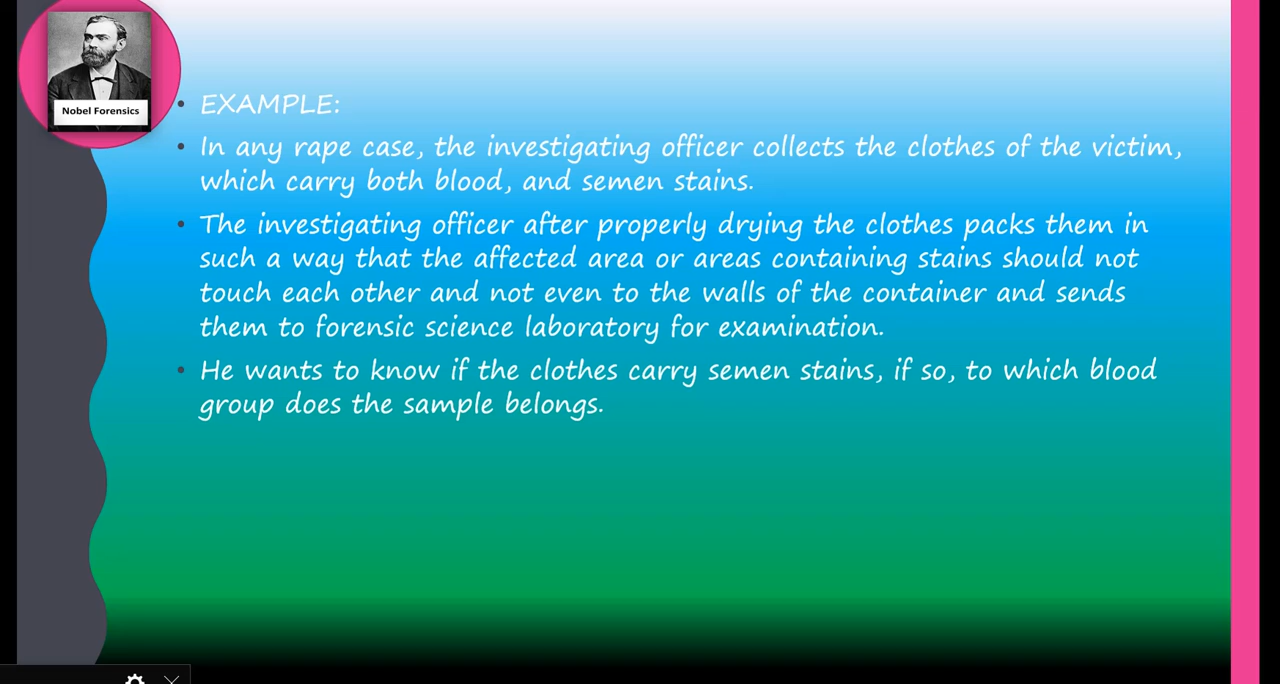 Nobel Forensics
• EXAMPLE:
• In any rape case, the investigating officer collects the clothes of the victim,
which carry both blood, and semen stains.
• The investigating officer after properly drying the clothes packs them in
such a way that the affected area or areas containing stains should not
touch each other and not even to the walls of the container and sends
them to forensic science laboratory for examination.
• He wants to know if the clothes carry semen stains, if so, to which blood
group does the sample belongs.